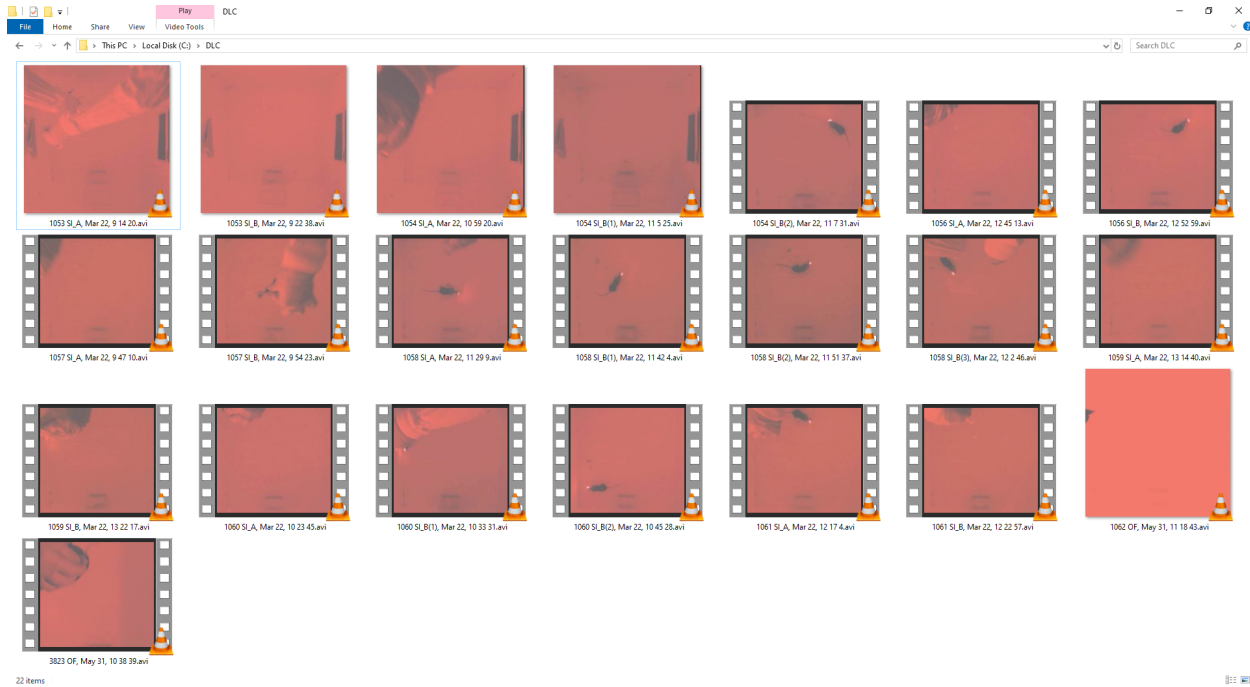 Play
DLC
File
Home
Share
View
Video Tools
This PC
Local Disk (C:)
DLC
Search DLC
1053 SI_A, Mar 22, 9 14 20.avi
1053 SI_B, Mar 22, 9 22 38.avi
1054 SI_A, Mar 22, 10 59 20.avi
1054 SI_B(1), Mar 22, 11 5 25.avi
1054 SI_B(2), Mar 22, 11 7 31.avi
1056 SI_A, Mar 22, 12 45 13.avi
1056 SI_B, Mar 22, 12 52 59.avi
1057 SI_A, Mar 22, 9 47 10.avi
1057 SI_B, Mar 22, 9 54 23.avi
1058 SI_A, Mar 22, 11 29 9.avi
1058 SI_B(1), Mar 22, 11 42 4.avi
1058 SI_B(2), Mar 22, 11 51 37.avi
1058 SI_B(3), Mar 22, 12 2 46.avi
1059 SI_A, Mar 22, 13 14 40.avi
1059 SI_B, Mar 22, 13 22 17.avi
1060 SI_A, Mar 22, 10 23 45.avi
1060 SI_B(1), Mar 22, 10 33 31.avi
1060 SI_B(2), Mar 22, 10 45 28.avi
1061 SI_A, Mar 22, 12 17 4.avi
1061 SI_B, Mar 22, 12 22 57.avi
1062 OF, May 31, 11 18 43.avi
3823 OF, May 31, 10 38 39.avi
22 items